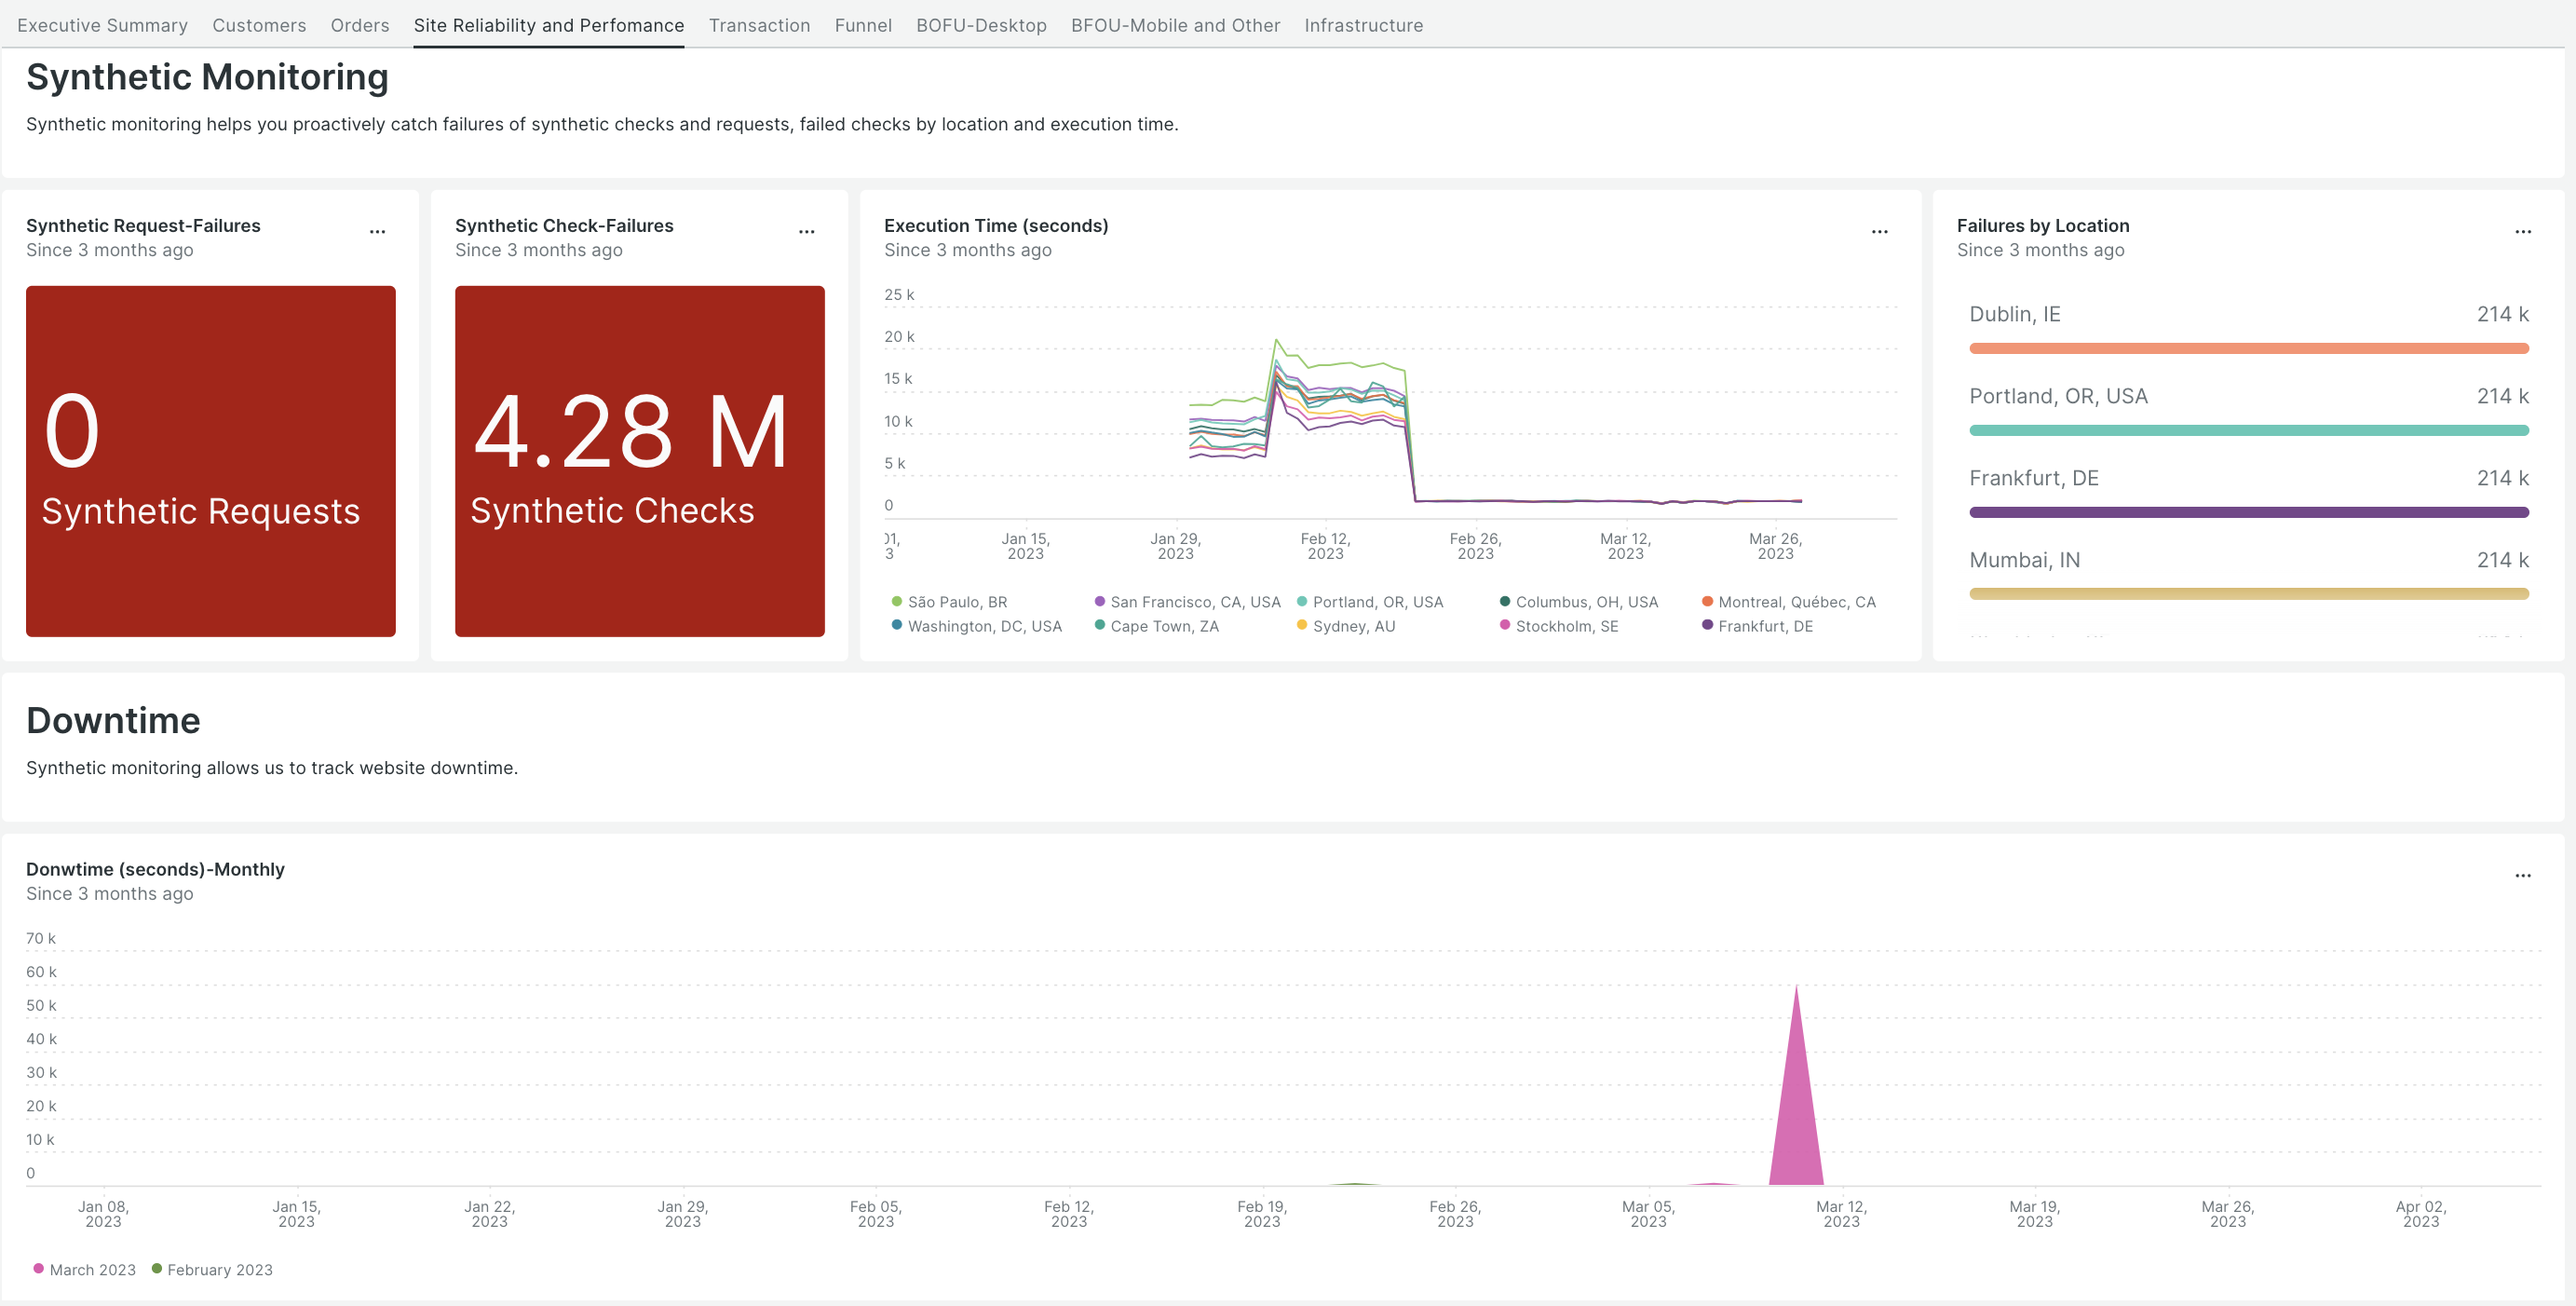 Executive Summary Customers Orders Site Reliability and Perfomance Transaction Funnel BOFU-Desktop BFOU-Mobile and Other Infrastructure
Synthetic Monitoring
Synthetic monitoring helps you proactively catch failures of synthetic checks and requests, failed checks by location and execution time.
Synthetic Request-Failures
Since 3 months ago
0
Synthetic Requests
Synthetic Check-Failures
Since 3 months ago
4.28 M
Synthetic Checks
Execution Time (seconds)
Since 3 months ago
25 k
20 k
15 k
10 k
5 k
0
01, Jan 15, Jan 29, Feb 12, Feb 26, Mar 12, Mar 26,
3 2023 2023 2023 2023 2023 2023
São Paulo, BR San Francisco, CA, USA Portland, OR, USA Columbus, OH, USA Montreal, Québec, CA
Washington, DC, USA Cape Town, ZA Sydney, AU Stockholm, SE Frankfurt, DE
Failures by Location
Since 3 months ago
Dublin, IE 214 k
Portland, OR, USA 214 k
Frankfurt, DE 214 k
Mumbai, IN 214 k
Downtime
Synthetic monitoring allows us to track website downtime.
Donwtime (seconds)-Monthly
Since 3 months ago
70 k
60 k
50 k
40 k
30 k
20 k
10 k
0
Jan 08, Jan 15, Jan 22, Jan 29, Feb 05, Feb 12, Feb 19, Feb 26, Mar 05, Mar 12, Mar 19, Mar 26, Apr 02,
2023 2023 2023 2023 2023 2023 2023 2023 2023 2023 2023 2023 2023
March 2023 February 2023